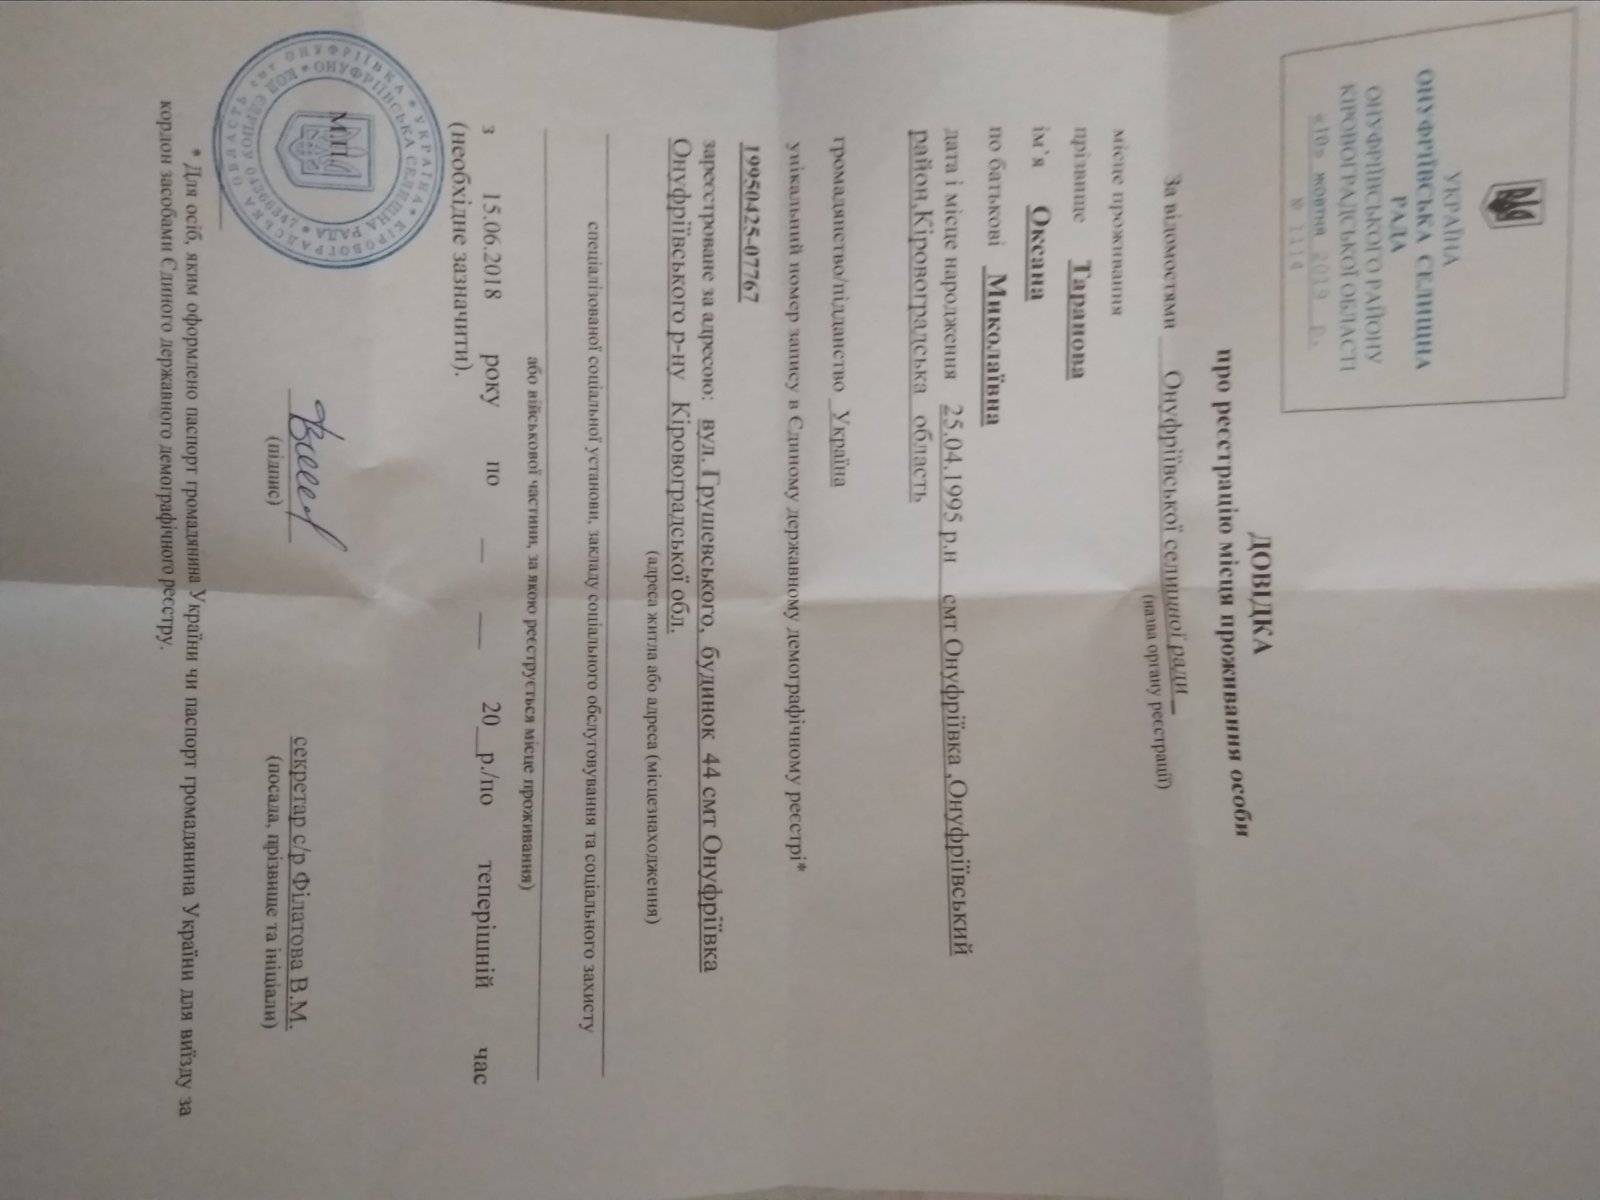 УКРАЇНА
ОНУФРІЇВСЬКА СЕЛИЩНА
РАДА
ОНУФРІЇВСЬКОГО РАЙОНУ
КІРОВОГРАДСЬКОЇ ОБЛАСТІ
«10» жовтня 2019 р.
№ 1114
ДОВІДКА
про реєстрацію місця проживання особи
За відомостями ___ Онуфріївської селищної ради _
(назва органу реєстрації)
місце проживання
прізвище Таранова
ім`я Оксана
по батькові _Миколаївна
дата і місце народження 25.04.1995 р.н смт Онуфріївка ,Онуфріївський
район,Кіровоградська область
громадянство/підданство _Україна
унікальний номер запису в Єдиному державному демографічному реєстрі*
19950425-07767
зареєстроване за адресою: вул. Грушевського, будинок 44 смт Онуфріївка
Онуфріївського р-ну Кіровоградської обл.
(адреса житла або адреса (місцезнаходження)
спеціалізованої соціальної установи, закладу соціального обслуговування та соціального захисту
або військової частини, за якою реєструється місце проживання)
з 15.06.2018 року по __ ___ 20__р./по теперішній час
(необхідне зазначити).
УКРАЇНА * КІРОВОГРАДСЬКА ОБЛАСТЬ * смт ОНУФРІЇВКА *
ОНУФРІЇВСЬКА СЕЛИЩНА РАДА * КОД ЄДРПОУ 04366347 *
М.П.
(підпис)
секретар с/р Філатова В.М.
(посада, прізвище та ініціали)
* Для осіб, яким оформлено паспорт громадянина України чи паспорт громадянина України для виїзду за
кордон засобами Єдиного державного демографічного реєстру.